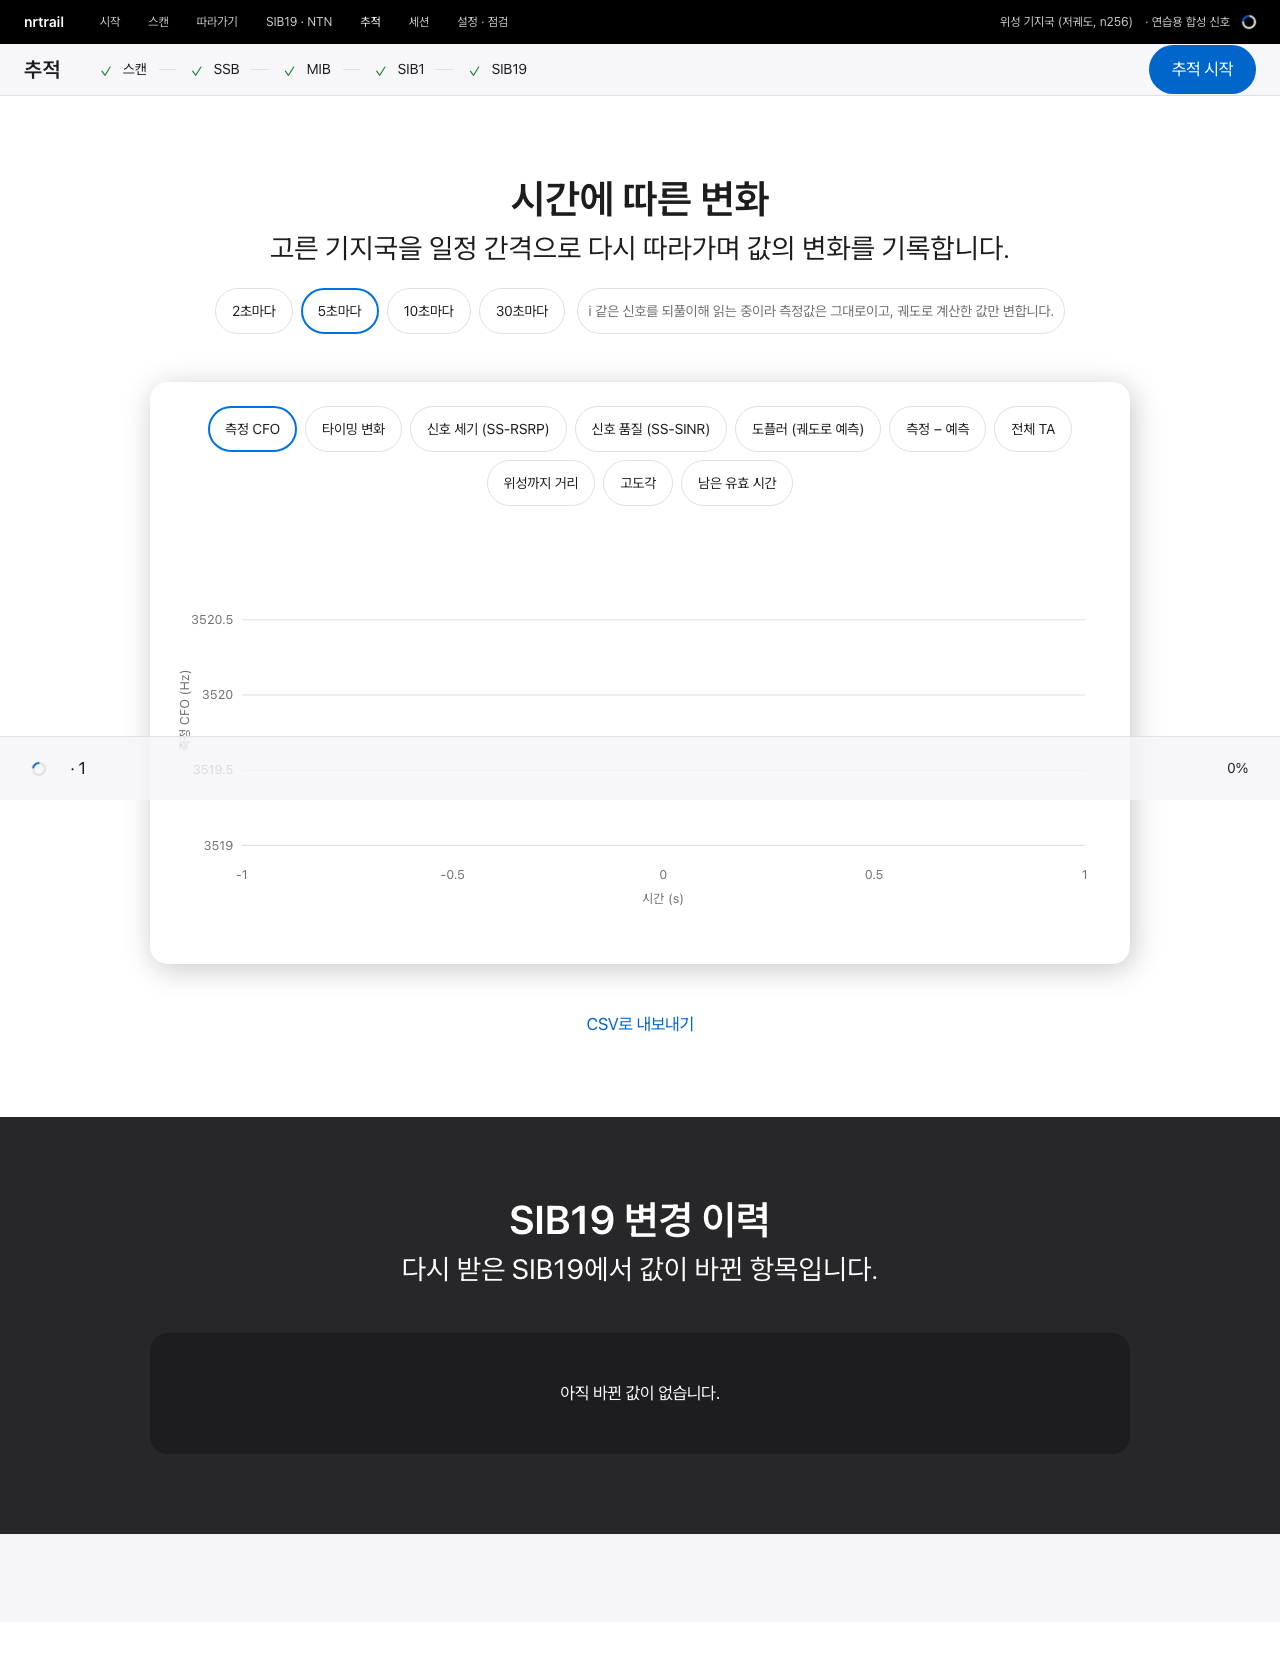 nrtrail 시작 스캔 따라가기 SIB19 · NTN 추적 세션 설정 · 점검 위성 기지국 (저궤도, n256) · 연습용 합성 신호
추적 ✓ 스캔 ✓ SSB ✓ MIB ✓ SIB1 ✓ SIB19 추적 시작
시간에 따른 변화
고른 기지국을 일정 간격으로 다시 따라가며 값의 변화를 기록합니다.
2초마다 5초마다 10초마다 30초마다 i 같은 신호를 되풀이해 읽는 중이라 측정값은 그대로이고, 궤도로 계산한 값만 변합니다.
측정 CFO 타이밍 변화 신호 세기 (SS-RSRP) 신호 품질 (SS-SINR) 도플러 (궤도로 예측) 측정 − 예측 전체 TA
위성까지 거리 고도각 남은 유효 시간
3520.5
3520
측정 CFO (Hz)
3519.5
· 1 0%
3519
-1 -0.5 0 0.5 1
시간 (s)
CSV로 내보내기
SIB19 변경 이력
다시 받은 SIB19에서 값이 바뀐 항목입니다.
아직 바뀐 값이 없습니다.